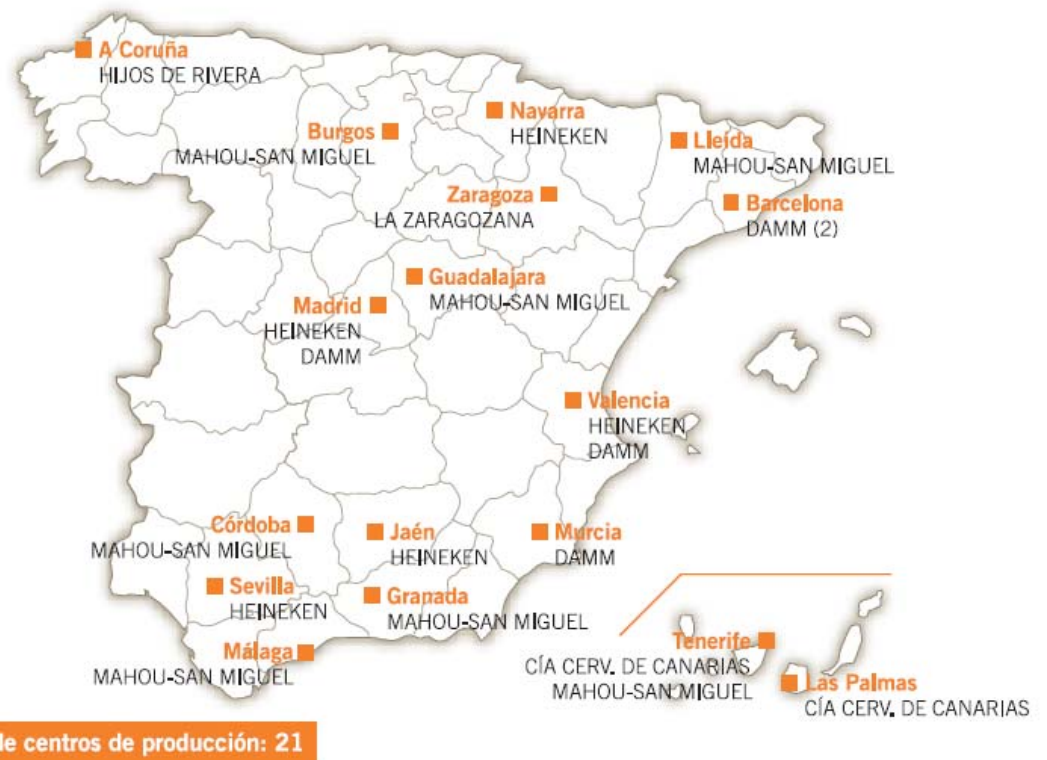 A Coruña
HIJOS DE RIVERA
Navarra
HEINEKEN
Burgos
MAHOU-SAN MIGUEL
Lleida
MAHOU-SAN MIGUEL
Zaragoza
LA ZARAGOZANA
Barcelona
DAMM (2)
Guadalajara
MAHOU-SAN MIGUEL
Madrid
HEINEKEN
DAMM
Valencia
HEINEKEN
DAMM
Córdoba
MAHOU-SAN MIGUEL
Jaén
HEINEKEN
Murcia
DAMM
Sevilla
HEINEKEN
Granada
MAHOU-SAN MIGUEL
Málaga
MAHOU-SAN MIGUEL
Tenerife
CÍA CERV. DE CANARIAS
MAHOU-SAN MIGUEL
Las Palmas
CÍA CERV. DE CANARIAS
de centros de producción: 21